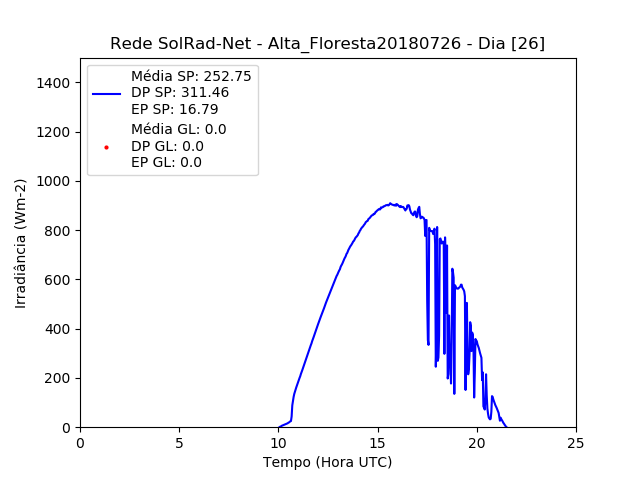 Rede SolRad-Net - Alta_Floresta20180726 - Dia [26]
Média SP: 252.75
DP SP: 311.46
EP SP: 16.79
Média GL: 0.0
DP GL: 0.0
EP GL: 0.0
Irradiância (Wm-2)
1400
1200
1000
800
600
400
200
0
0 5 10 15 20 25
Tempo (Hora UTC)